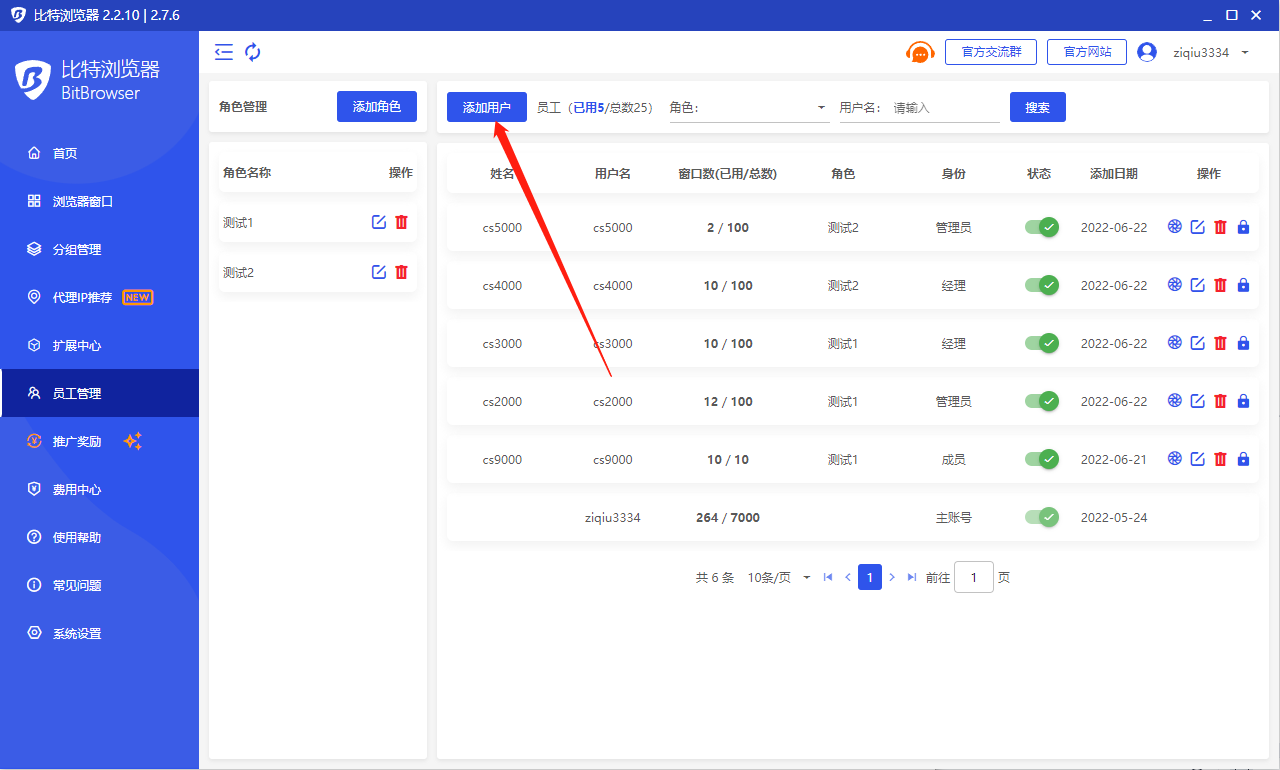 比特浏览器 2.2.10 | 2.7.6
比特浏览器
BitBrowser
首页
浏览器窗口
分组管理
代理IP推荐 NEW
扩展中心
员工管理
推广奖励
费用中心
使用帮助
常见问题
系统设置
官方交流群 官方网站 ziqiu3334
角色管理 添加角色
角色名称 操作
测试1
测试2
添加用户 员工（已用5/总数25） 角色: 用户名: 请输入 搜索
姓名 用户名 窗口数(已用/总数) 角色 身份 状态 添加日期 操作
cs5000 cs5000 2 / 100 测试2 管理员 2022-06-22
cs4000 cs4000 10 / 100 测试2 经理 2022-06-22
cs3000 cs3000 10 / 100 测试1 经理 2022-06-22
cs2000 cs2000 12 / 100 测试1 管理员 2022-06-22
cs9000 cs9000 10 / 10 测试1 成员 2022-06-21
ziqiu3334 264 / 7000 主账号 2022-05-24
共 6 条 10条/页 1 前往 1 页